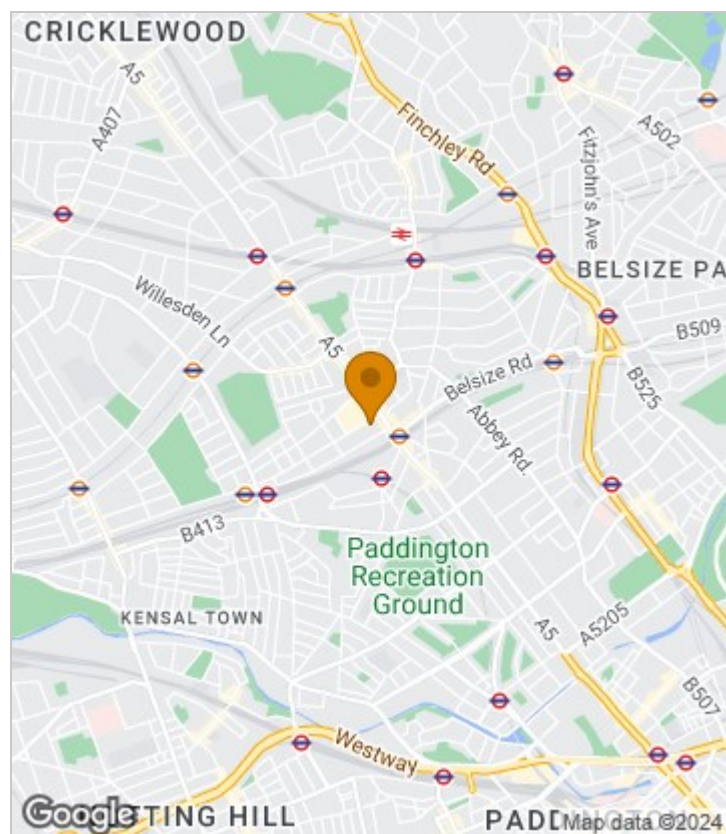 CRICKLEWOOD
A5
A407
Finchley Rd
A502
Fitzjohn's Ave
BELSIZE PA
Willesden Ln
A5
B509
Belsize Rd
B525
Abbey Rd.
B413
Paddington
Recreation
Ground
KENSAL TOWN
A5
A5205
B507
Westway
Google
TTING HILL
PADD
Map data ©2024